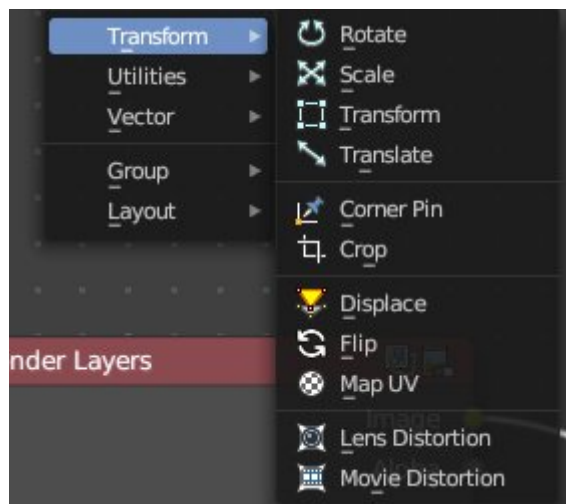 Transform
Utilities
Vector
Group
Layout
Rotate
Scale
Transform
Translate
Corner Pin
Crop
Displace
Flip
Map UV
Lens Distortion
Movie Distortion
nder Layers
Image